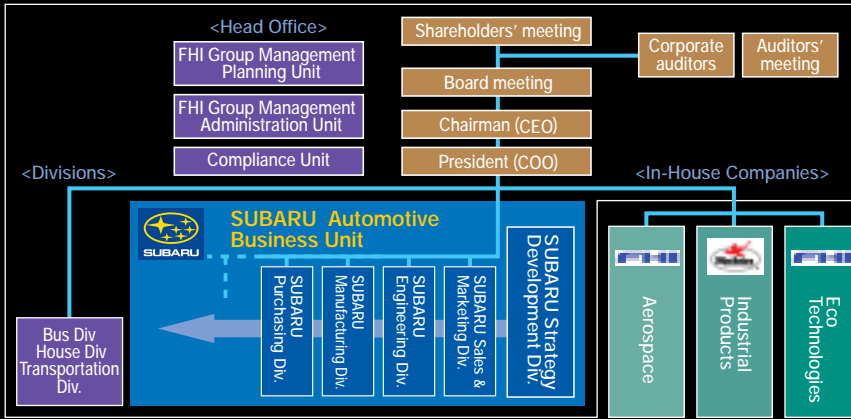 <Head Office>
FHI Group Management
Planning Unit
FHI Group Management
Administration Unit
Compliance Unit
Shareholders' meeting
Board meeting
Chairman (CEO)
President (COO)
Corporate
auditors
Auditors'
meeting
<Divisions>
<In-House Companies>
SUBARU
SUBARU Automotive
Business Unit
SUBARU
Purchasing Div.
SUBARU
Manufacturing Div.
SUBARU
Engineering Div.
SUBARU Sales &
Marketing Div.
SUBARU Strategy
Development Div.
Bus Div
House Div
Transportation
Div.
FHI
Aerospace
Industrial
Products
FHI
Eco
Technologies